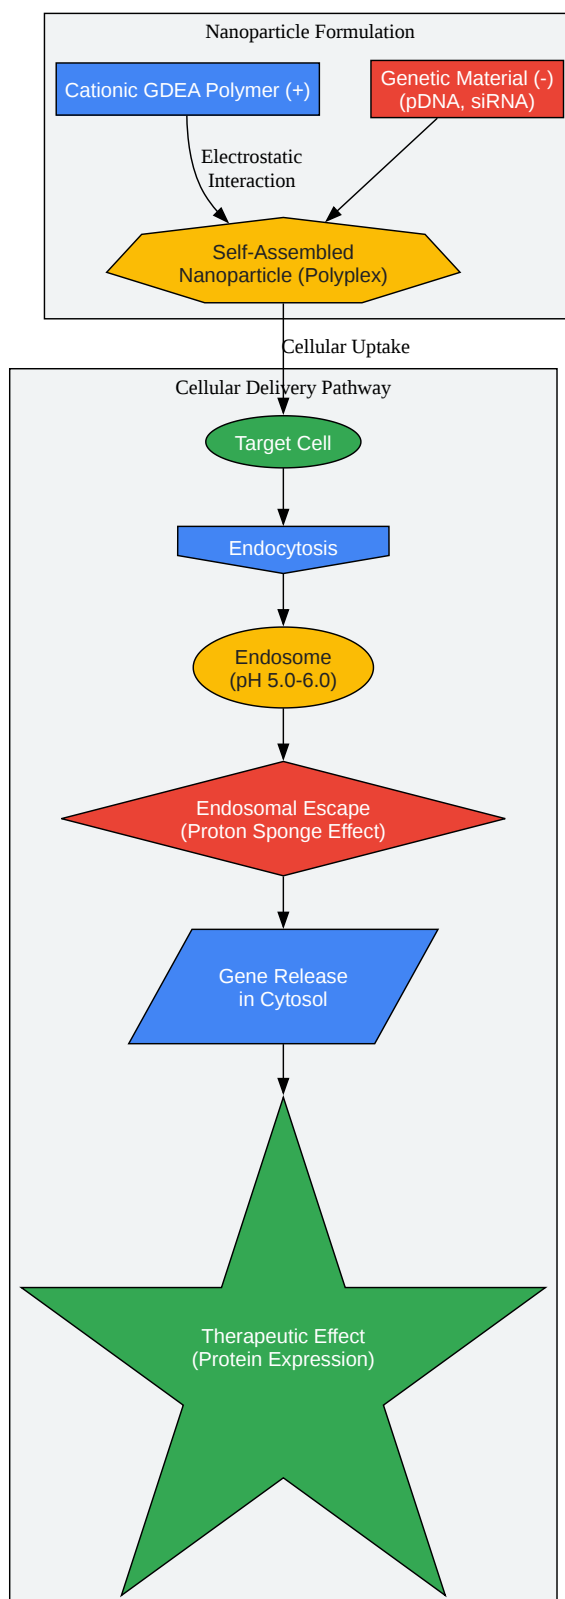 Nanoparticle Formulation
Cationic GDEA Polymer (+)
Genetic Material (-)
(pDNA, siRNA)
Electrostatic
Interaction
Self-Assembled
Nanoparticle (Polyplex)
Cellular Uptake
Cellular Delivery Pathway
Target Cell
Endocytosis
Endosome
(pH 5.0-6.0)
Endosomal Escape
(Proton Sponge Effect)
Gene Release
in Cytosol
Therapeutic Effect
(Protein Expression)